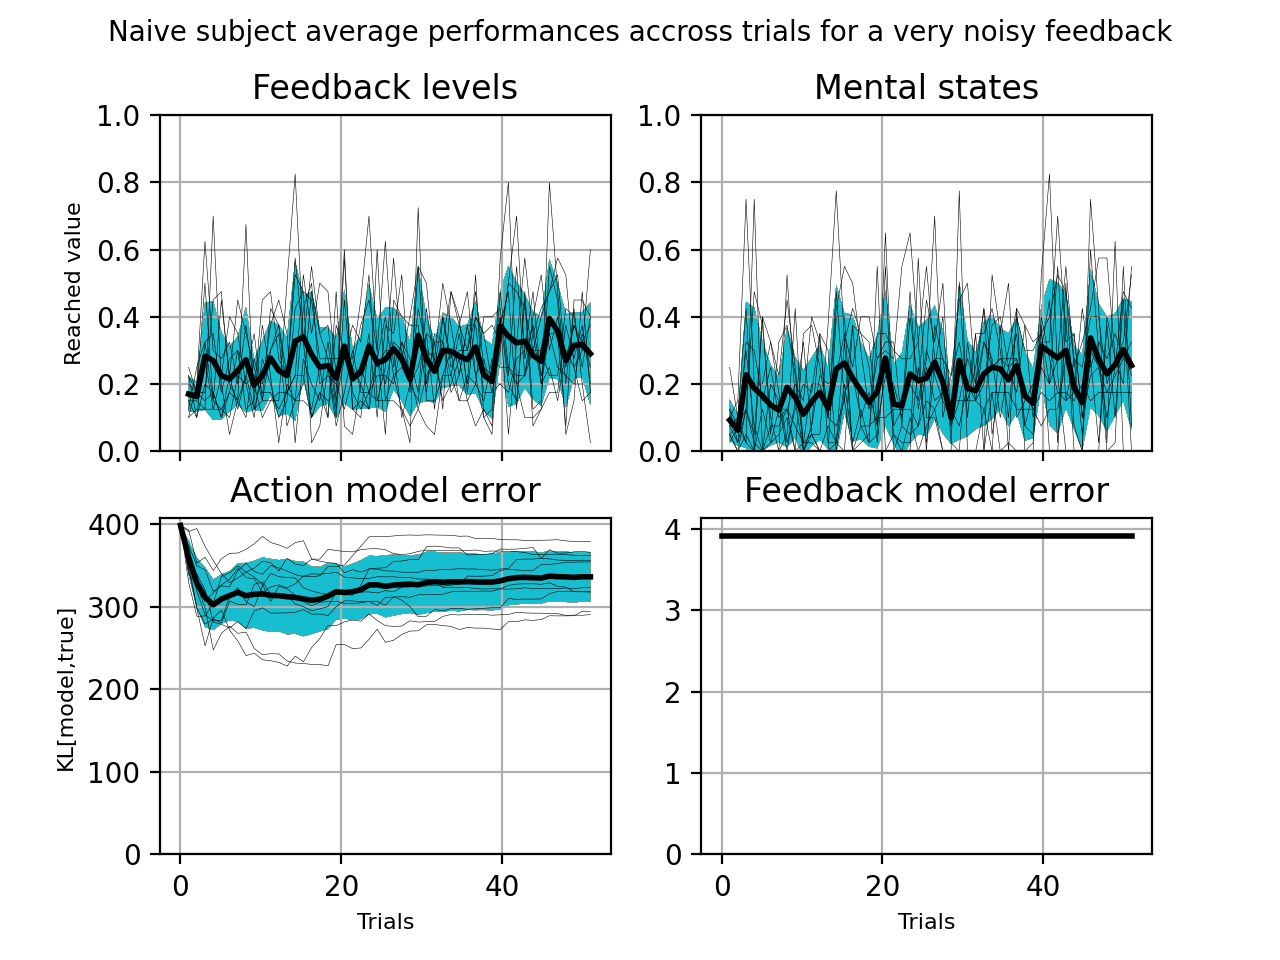 Naive subject average performances accross trials for a very noisy feedback
Feedback levels
Mental states
1.0
0.8
0.6
0.4
0.2
0.0
Reached value
1.0
0.8
0.6
0.4
0.2
0.0
Action model error
Feedback model error
400
300
200
100
0
KL[model,true]
4
3
2
1
0
0 20 40
Trials
0 20 40
Trials